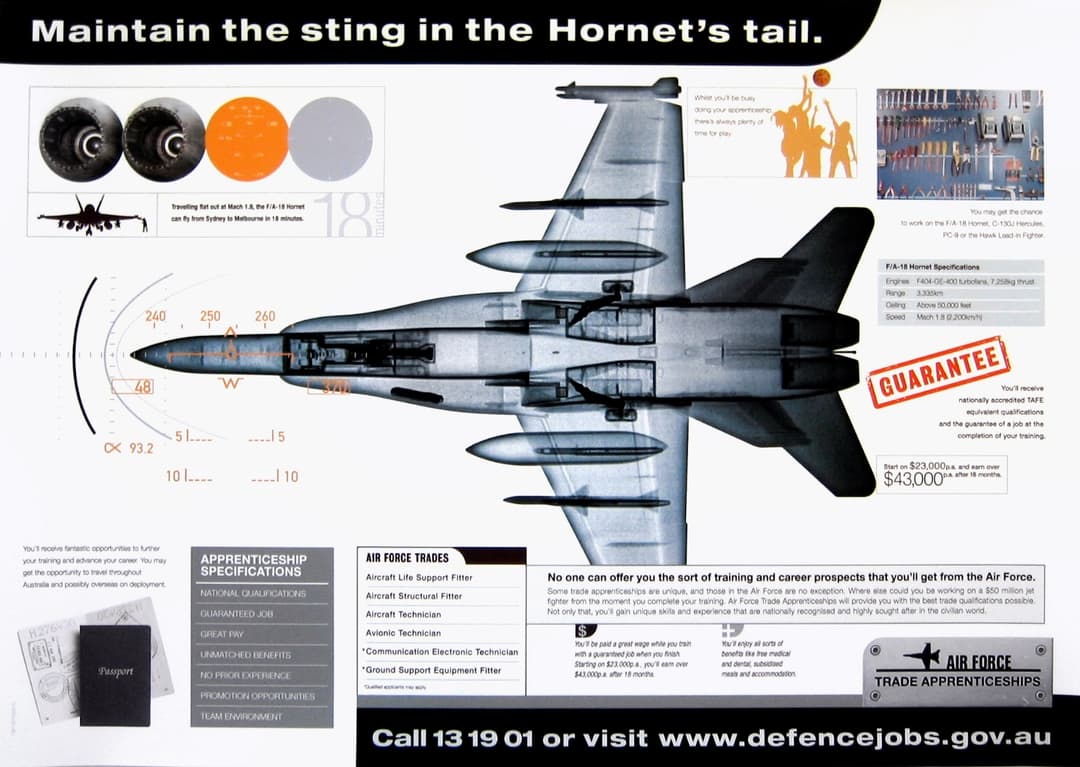 Maintain the sting in the Hornet's tail.
Travelling flat out at Mach 1.8, the F/A-18 Hornet
can fly from Sydney to Melbourne in 18 minutes.
18
minutes
Whilst you'll be busy
doing your apprenticeship
there's always plenty of
time for play.
You may get the chance
to work on the F/A-18 Hornet, C-130J Hercules,
PC-9 or the Hawk Lead-in Fighter.
F/A-18 Hornet Specifications
Engines F404-GE-400 turbofans, 7,258kg thrust
Range 3,335km
Ceiling Above 50,000 feet
Speed Mach 1.8 (2,200km/h)
240 250 260
48
W
α 93.2
5 5
10 10
GUARANTEE
You'll receive
nationally accredited TAFE
equivalent qualifications
and the guarantee of a job at the
completion of your training.
Start on $23,000p.a. and earn over
$43,000p.a. after 18 months.
You'll receive fantastic opportunities to further
your training and advance your career. You may
get the opportunity to travel throughout
Australia and possibly overseas on deployment.
Passport
APPRENTICESHIP
SPECIFICATIONS
NATIONAL QUALIFICATIONS
GUARANTEED JOB
GREAT PAY
UNMATCHED BENEFITS
NO PRIOR EXPERIENCE
PROMOTION OPPORTUNITIES
TEAM ENVIRONMENT
AIR FORCE TRADES
Aircraft Life Support Fitter
Aircraft Structural Fitter
Aircraft Technician
Avionic Technician
*Communication Electronic Technician
*Ground Support Equipment Fitter
*Qualified applicants may apply
No one can offer you the sort of training and career prospects that you'll get from the Air Force.
Some trade apprenticeships are unique, and those in the Air Force are no exception. Where else could you be working on a $50 million jet
fighter from the moment you complete your training. Air Force Trade Apprenticeships will provide you with the best trade qualifications possible.
Not only that, you'll gain unique skills and experience that are nationally recognised and highly sought after in the civilian world.
$
You'll be paid a great wage while you train
with a guaranteed job when you finish.
Starting on $23,000p.a., you'll earn over
$43,000p.a. after 18 months.
You'll enjoy all sorts of
benefits like free medical
and dental, subsidised
meals and accommodation.
AIR FORCE
TRADE APPRENTICESHIPS
Call 13 19 01 or visit www.defencejobs.gov.au